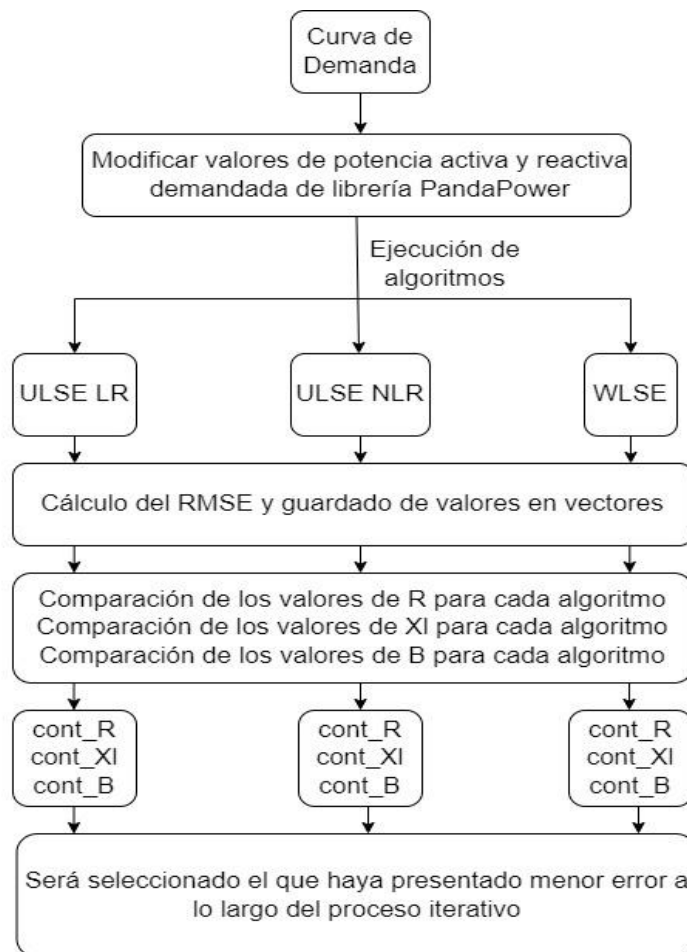 Curva de
Demanda
Modificar valores de potencia activa y reactiva
demandada de librería PandaPower
Ejecución de
algoritmos
ULSE LR
ULSE NLR
WLSE
Cálculo del RMSE y guardado de valores en vectores
Comparación de los valores de R para cada algoritmo
Comparación de los valores de Xl para cada algoritmo
Comparación de los valores de B para cada algoritmo
cont_R
cont_Xl
cont_B
cont_R
cont_Xl
cont_B
cont_R
cont_Xl
cont_B
Será seleccionado el que haya presentado menor error a
lo largo del proceso iterativo